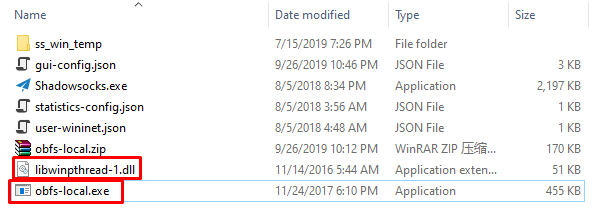 Name Date modified Type Size
ss_win_temp 7/15/2019 7:26 PM File folder
gui-config.json 9/26/2019 10:46 PM JSON File 3 KB
Shadowsocks.exe 8/5/2018 8:34 PM Application 2,197 KB
statistics-config.json 8/5/2018 3:56 AM JSON File 1 KB
user-wininet.json 8/5/2018 4:48 AM JSON File 1 KB
obfs-local.zip 9/26/2019 10:12 PM WinRAR ZIP 压缩... 170 KB
libwinpthread-1.dll 11/14/2016 5:44 AM Application exten... 51 KB
obfs-local.exe 11/24/2017 6:10 PM Application 455 KB